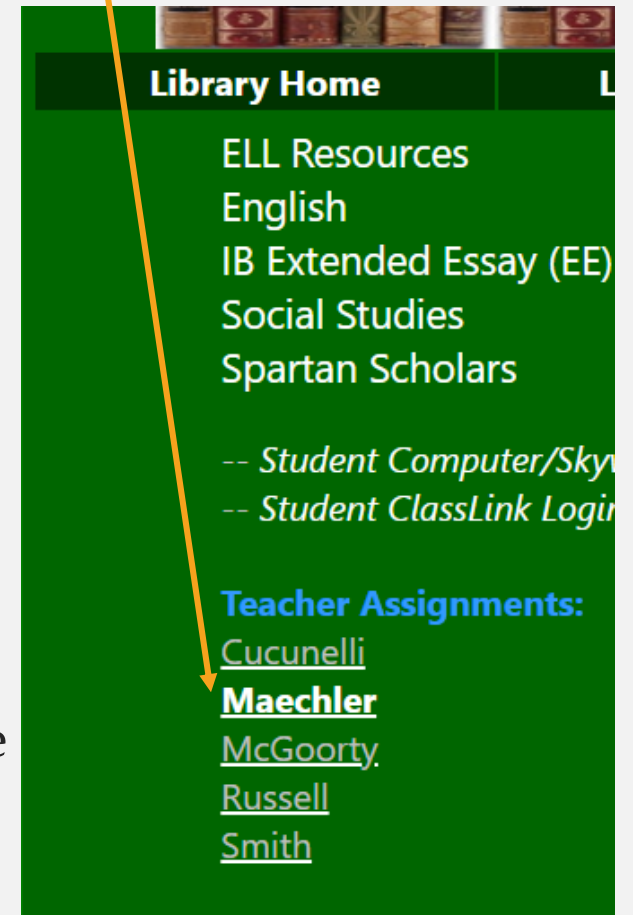 Library Home L
ELL Resources
English
IB Extended Essay (EE)
Social Studies
Spartan Scholars
-- Student Computer/Sky
-- Student ClassLink Login
Teacher Assignments:
Cucunelli
Maechler
e
McGoorty
Russell
Smith